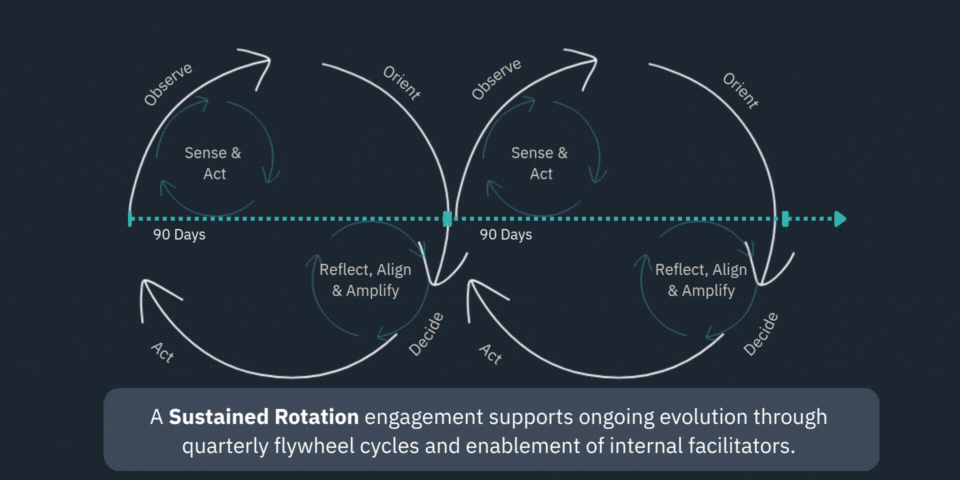 Observe
Orient
Sense &
Act
90 Days
Reflect, Align
& Amplify
Decide
Act
Observe
Orient
Sense &
Act
90 Days
Reflect, Align
& Amplify
Decide
Act
A Sustained Rotation engagement supports ongoing evolution through
quarterly flywheel cycles and enablement of internal facilitators.